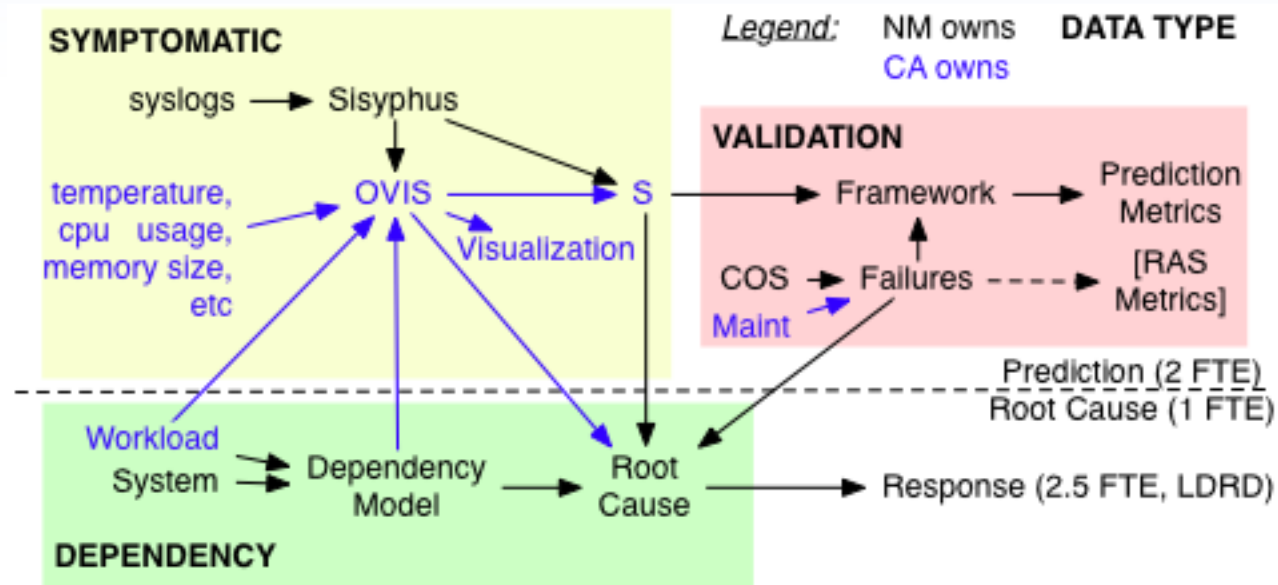 SYMPTOMATIC
Legend: NM owns DATA TYPE
CA owns
syslogs Sisyphus
VALIDATION
temperature,
cpu usage,
memory size,
etc
OVIS
S
Visualization
Framework
Prediction
Metrics
COS
Failures
[RAS
Metrics]
Maint
Prediction (2 FTE)
Root Cause (1 FTE)
Workload
System
Dependency
Model
Root
Cause
Response (2.5 FTE, LDRD)
DEPENDENCY